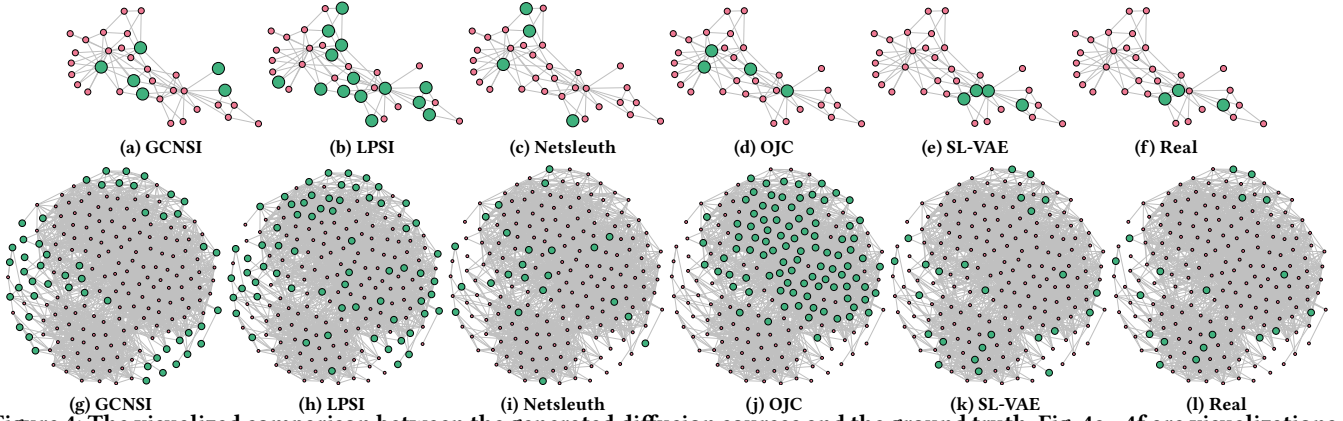 (a) GCNSI (b) LPSI (c) Netsleuth (d) OJC (e) SL-VAE (f) Real
(g) GCNSI (h) LPSI (i) Netsleuth (j) OJC (k) SL-VAE (l) Real
Figure 4: The visualized comparison between the generated diffusion sources and the ground truth. Fig. 4a - 4f are visualizations